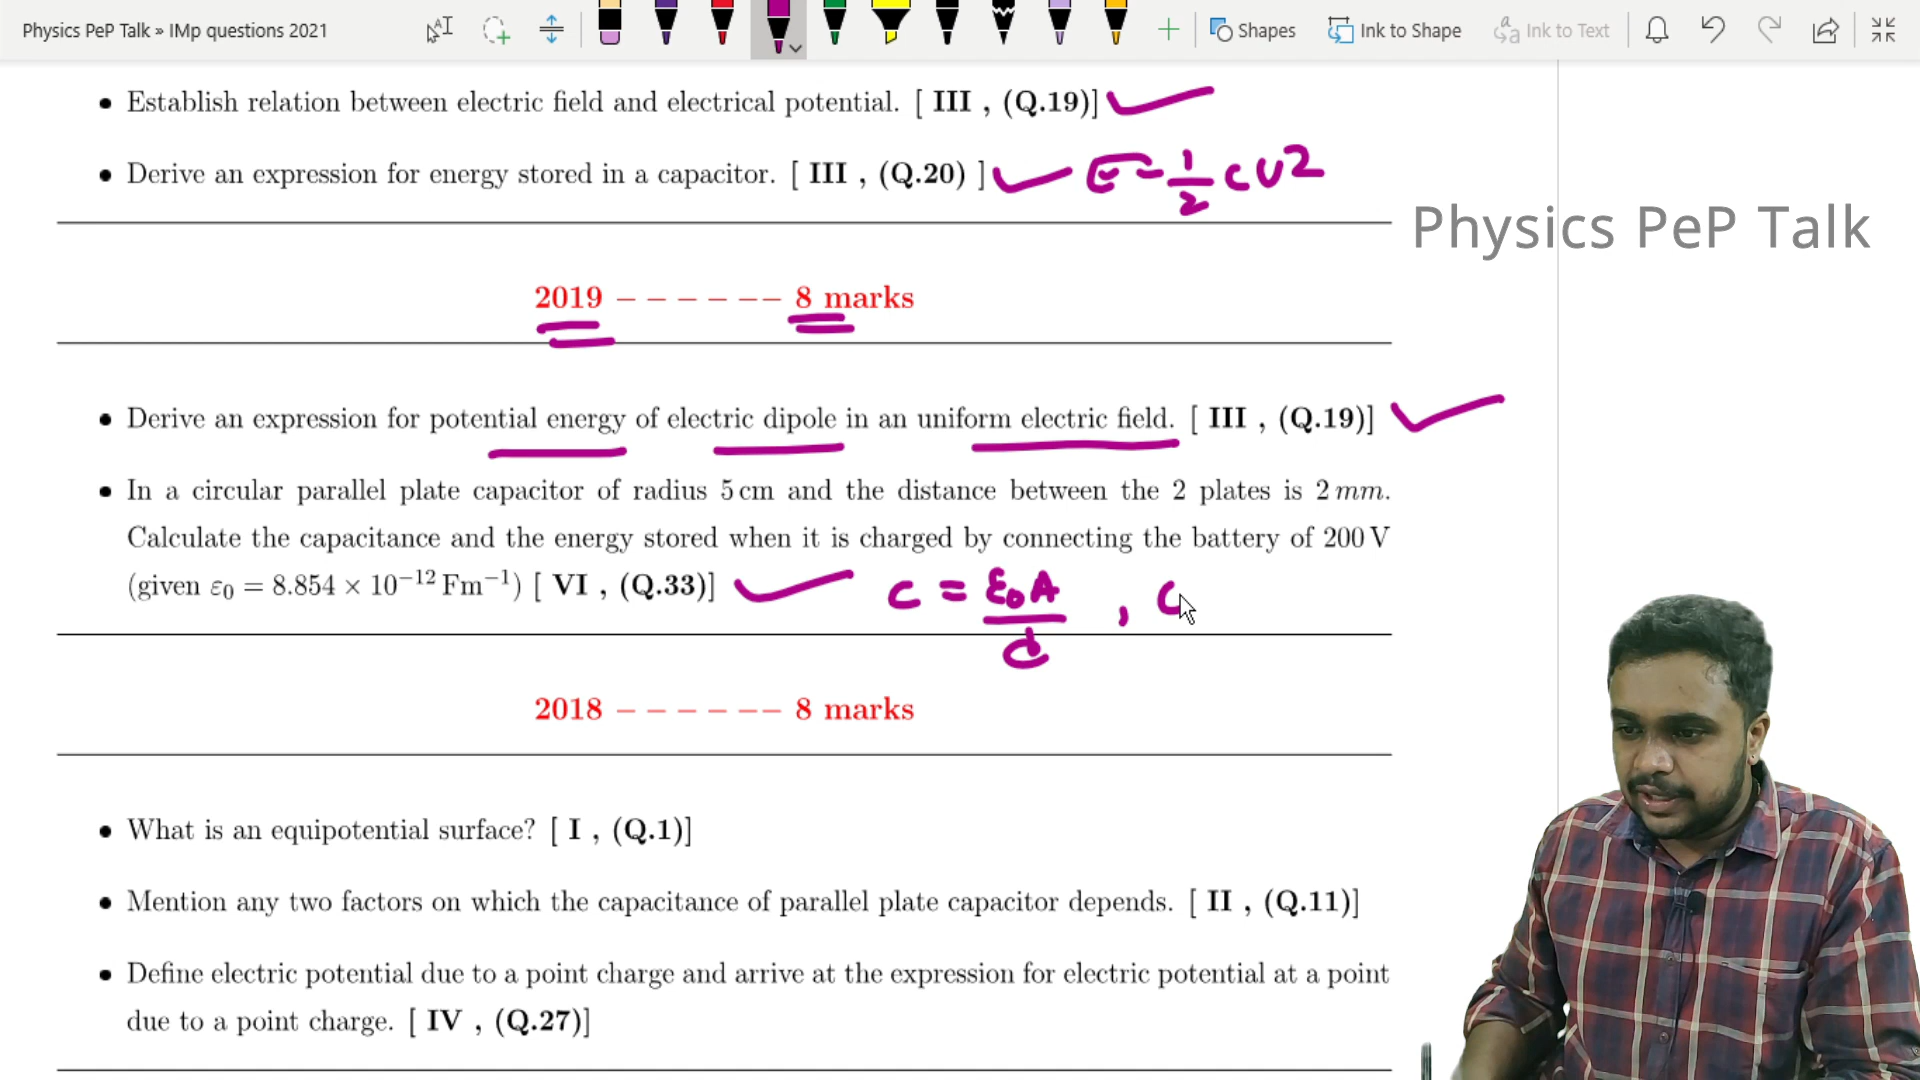 Physics PeP Talk » IMp questions 2021
Shapes
Ink to Shape
Ink to Text
• Establish relation between electric field and electrical potential. [ III , (Q.19)]
• Derive an expression for energy stored in a capacitor. [ III , (Q.20) ] E = 1/2 CV2
Physics PeP Talk
2019 − − − − − − 8 marks
• Derive an expression for potential energy of electric dipole in an uniform electric field. [ III , (Q.19)]
• In a circular parallel plate capacitor of radius 5 cm and the distance between the 2 plates is 2 mm.
Calculate the capacitance and the energy stored when it is charged by connecting the battery of 200 V
(given ε₀ = 8.854 × 10⁻¹² Fm⁻¹) [ VI , (Q.33)] C = ε₀A/d , C
2018 − − − − − − 8 marks
• What is an equipotential surface? [ I , (Q.1)]
• Mention any two factors on which the capacitance of parallel plate capacitor depends. [ II , (Q.11)]
• Define electric potential due to a point charge and arrive at the expression for electric potential at a point
due to a point charge. [ IV , (Q.27)]